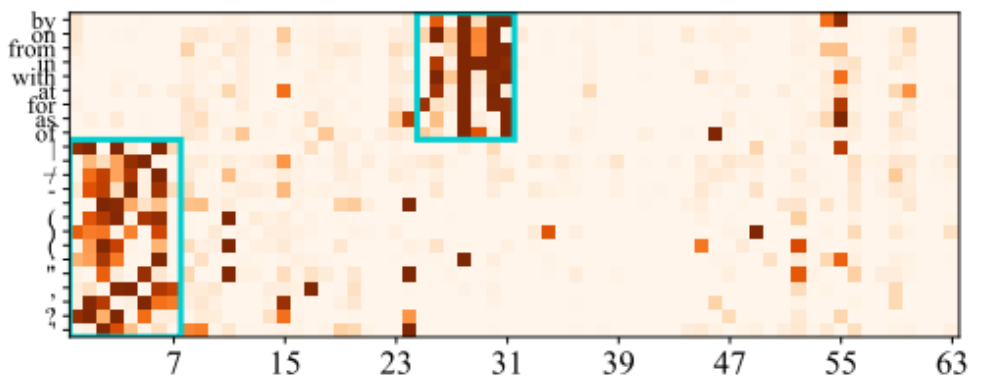 by
on
from
in
with
at
for
as
of
|
-/
-
(
)
(
"
,
?
'
7 15 23 31 39 47 55 63